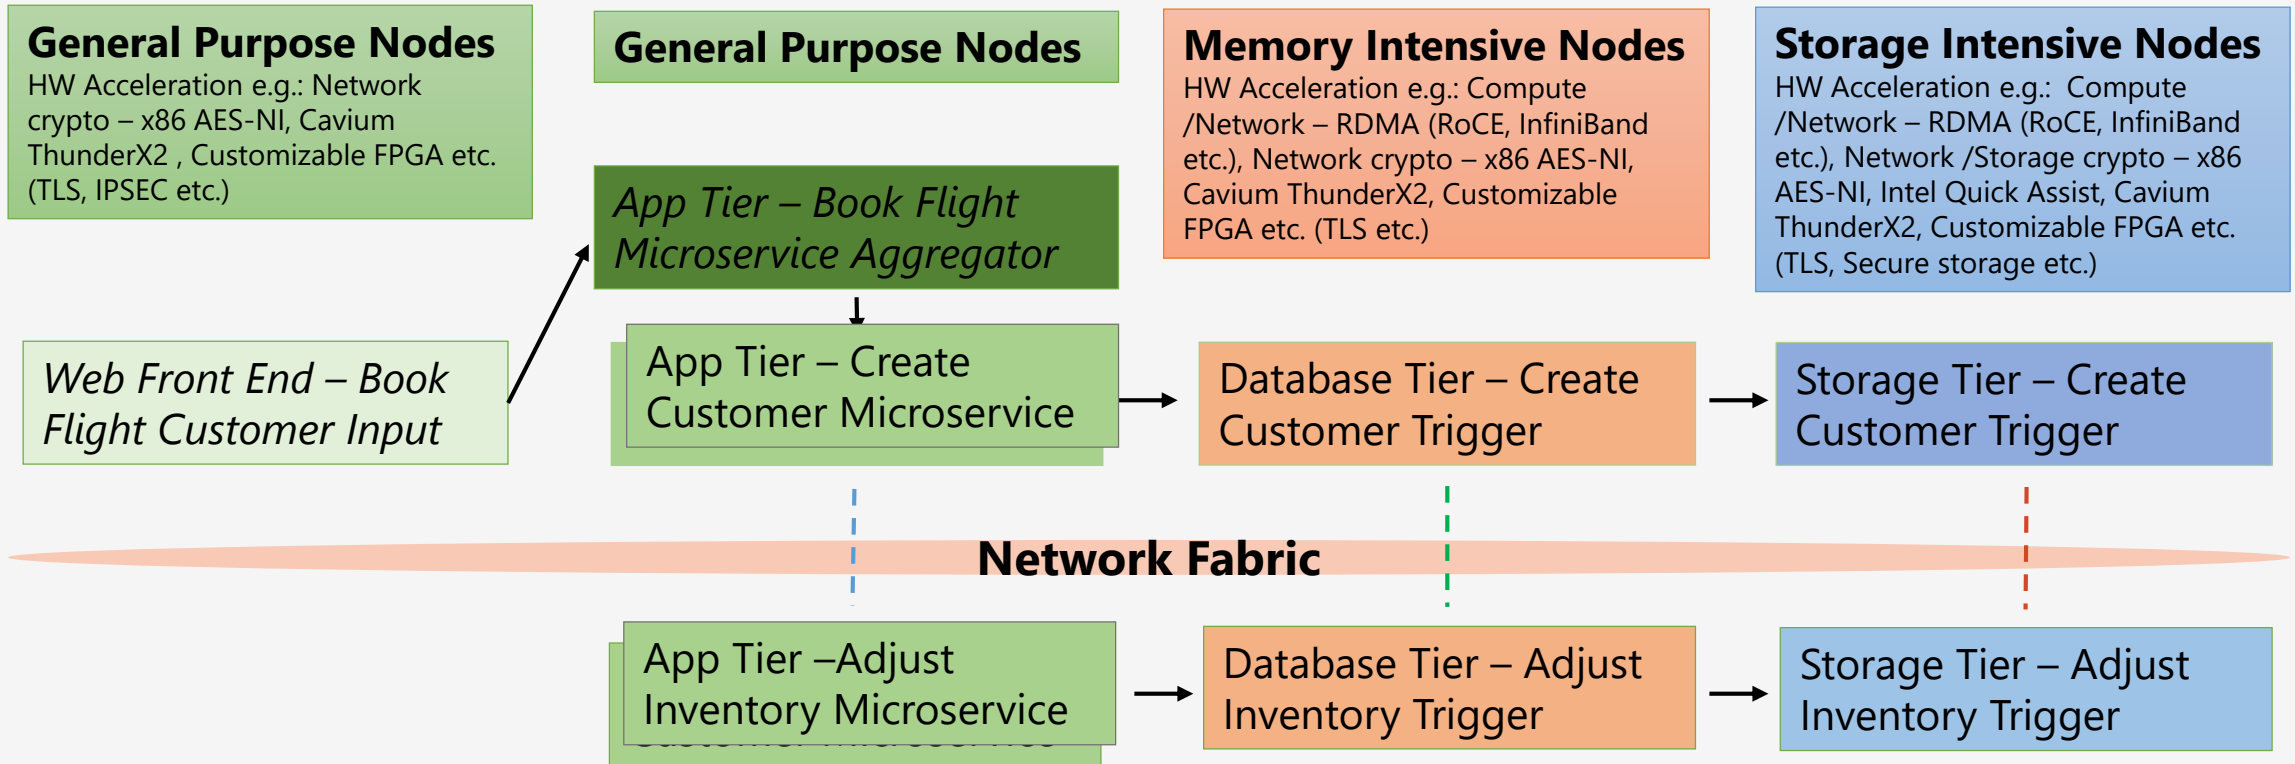 General Purpose Nodes
HW Acceleration e.g.: Network
crypto – x86 AES-NI, Cavium
ThunderX2 , Customizable FPGA etc.
(TLS, IPSEC etc.)
General Purpose Nodes
Memory Intensive Nodes
HW Acceleration e.g.: Compute
/Network – RDMA (RoCE, InfiniBand
etc.), Network crypto – x86 AES-NI,
Cavium ThunderX2, Customizable
FPGA etc. (TLS etc.)
Storage Intensive Nodes
HW Acceleration e.g.: Compute
/Network – RDMA (RoCE, InfiniBand
etc.), Network /Storage crypto – x86
AES-NI, Intel Quick Assist, Cavium
ThunderX2, Customizable FPGA etc.
(TLS, Secure storage etc.)
App Tier – Book Flight
Microservice Aggregator
Web Front End – Book
Flight Customer Input
App Tier – Create
Customer Microservice
Database Tier – Create
Customer Trigger
Storage Tier – Create
Customer Trigger
Network Fabric
App Tier –Adjust
Inventory Microservice
Database Tier – Adjust
Inventory Trigger
Storage Tier – Adjust
Inventory Trigger